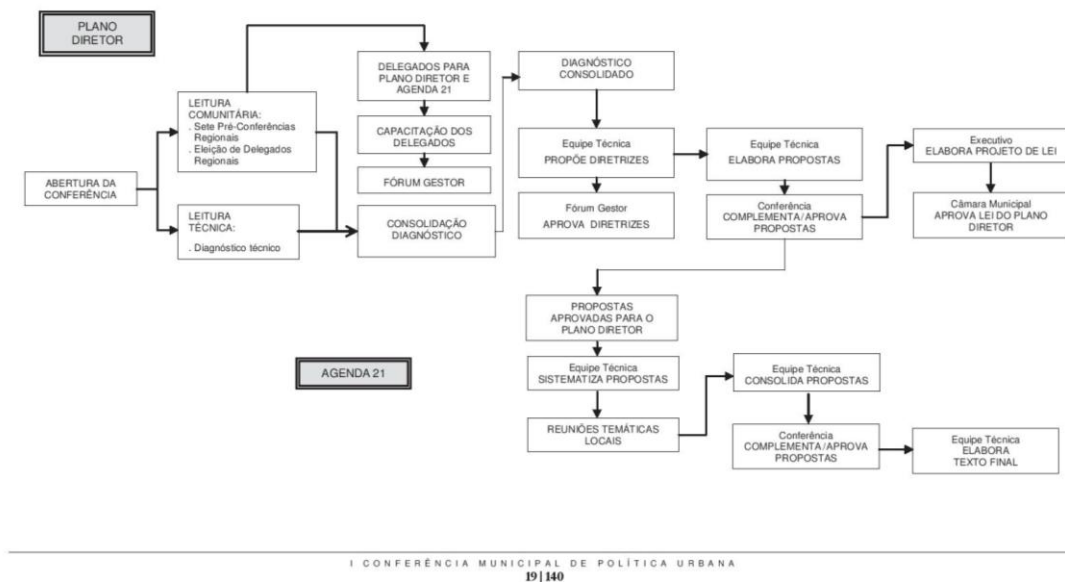 PLANO
DIRETOR
DELEGADOS PARA
PLANO DIRETOR E
AGENDA 21
DIAGNÓSTICO
CONSOLIDADO
LEITURA
COMUNITÁRIA:
. Sete Pré-Conferências
Regionais
. Eleição de Delegados
Regionais
CAPACITAÇÃO DOS
DELEGADOS
Equipe Técnica
PROPÕE DIRETRIZES
Equipe Técnica
ELABORA PROPOSTAS
Executivo
ELABORA PROJETO DE LEI
ABERTURA DA
CONFERÊNCIA
FÓRUM GESTOR
LEITURA
TÉCNICA:
. Diagnóstico técnico
CONSOLIDAÇÃO
DIAGNÓSTICO
Fórum Gestor
APROVA DIRETRIZES
Conferência
COMPLEMENTA/APROVA
PROPOSTAS
Câmara Municipal
APROVA LEI DO PLANO
DIRETOR
PROPOSTAS
APROVADAS PARA O
PLANO DIRETOR
AGENDA 21
Equipe Técnica
SISTEMATIZA PROPOSTAS
Equipe Técnica
CONSOLIDA PROPOSTAS
REUNIÕES TEMÁTICAS
LOCAIS
Conferência
COMPLEMENTA/APROVA
PROPOSTAS
Equipe Técnica
ELABORA
TEXTO FINAL
I CONFERÊNCIA MUNICIPAL DE POLÍTICA URBANA
19|140